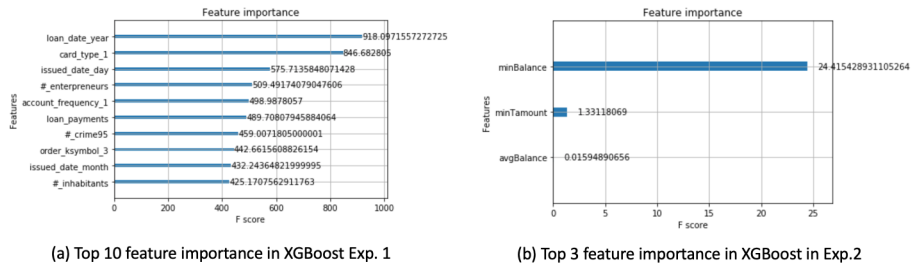 Feature importance
loan_date_year 918.0971557272725
card_type_1 846.682805
issued_date_day 575.7135848071428
#_enterpreneurs 509.49174079047606
account_frequency_1 498.9878057
loan_payments 489.70807945884064
#_crime95 459.0071805000001
order_ksymbol_3 442.6615608826154
issued_date_month 432.24364821999995
#_inhabitants 425.1707562911763
Features
0 200 400 600 800 1000
F score
(a) Top 10 feature importance in XGBoost Exp. 1
Feature importance
minBalance 24.415428931105264
minTamount 1.33118069
avgBalance 0.01594890656
Features
0 5 10 15 20 25
F score
(b) Top 3 feature importance in XGBoost in Exp.2